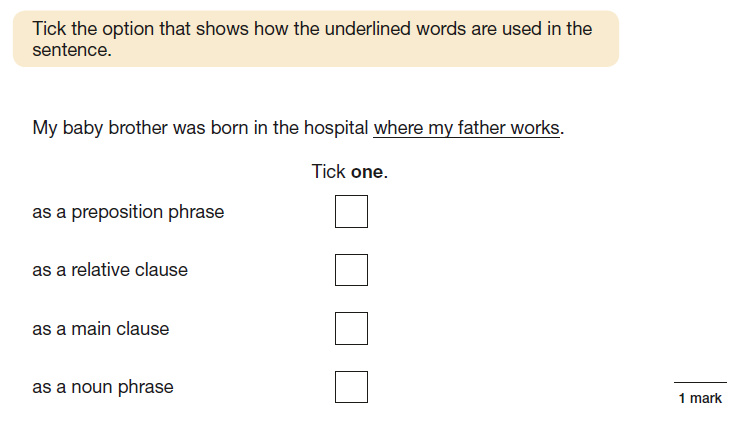 Tick the option that shows how the underlined words are used in the
sentence.
My baby brother was born in the hospital where my father works.
Tick one.
as a preposition phrase
as a relative clause
as a main clause
as a noun phrase
1 mark